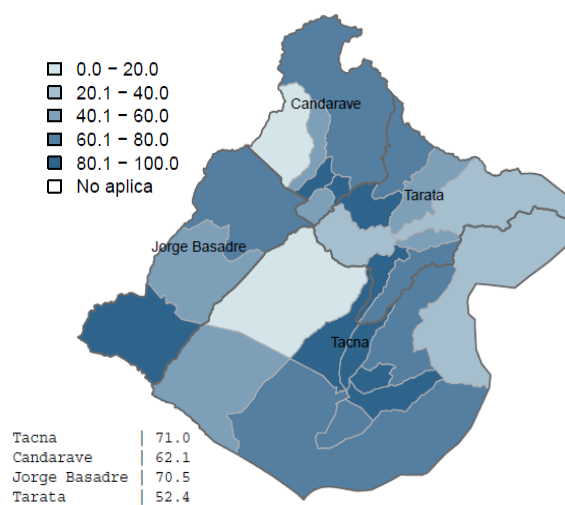 0.0 − 20.0
20.1 − 40.0
40.1 − 60.0
60.1 − 80.0
80.1 − 100.0
No aplica
Candarave
Tarata
Jorge Basadre
Tacna
Tacna | 71.0
Candarave | 62.1
Jorge Basadre | 70.5
Tarata | 52.4